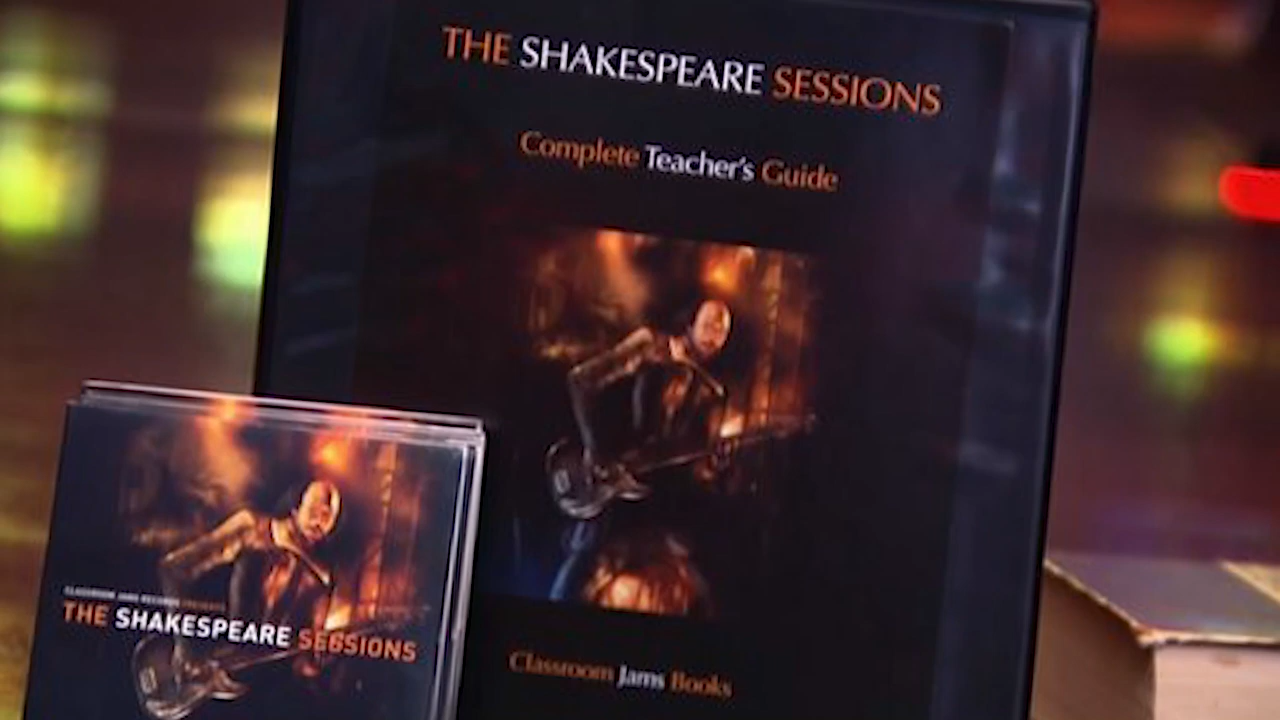 THE SHAKESPEARE SESSIONS
Complete Teacher's Guide
Classroom Jams Books
CLASSROOM JAMS RECORDS PRESENTS
THE SHAKESPEARE SESSIONS